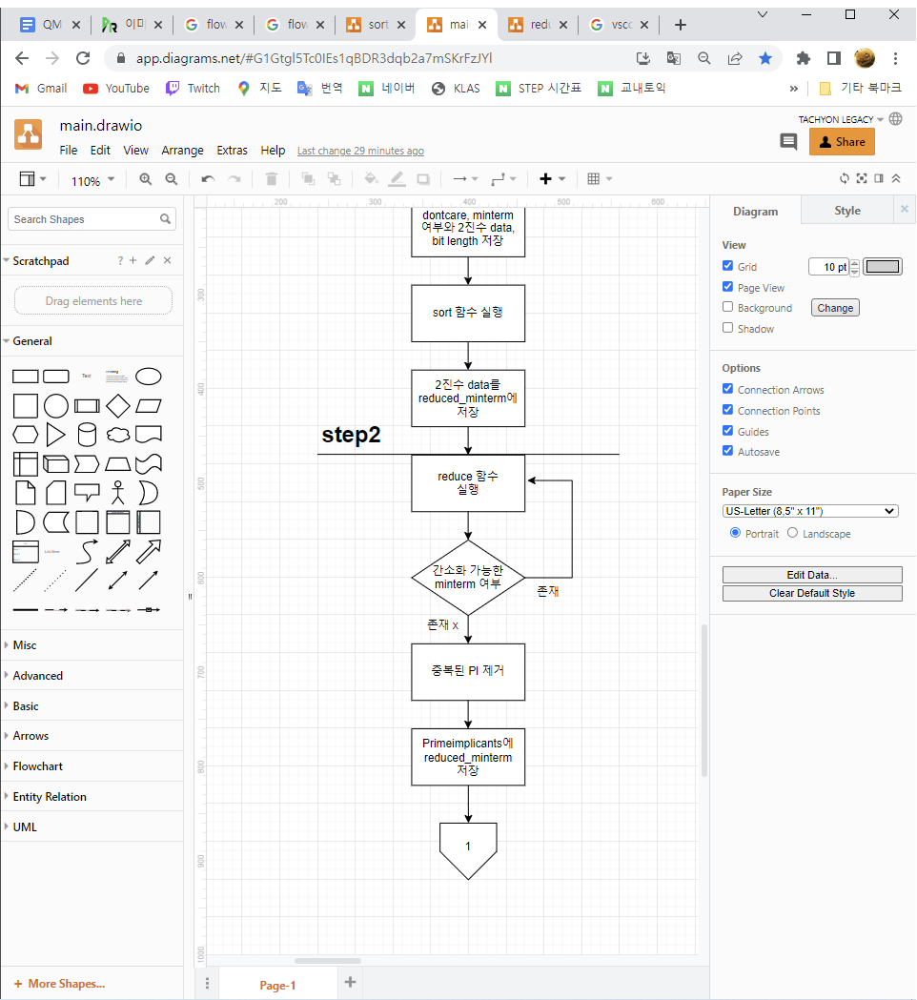 QM
이미
flow
flow
sort
mai
redu
vscc
app.diagrams.net/#G1Gtgl5Tc0IEs1qBDR3dqb2a7mSKrFzJYl
Gmail
YouTube
Twitch
지도
번역
네이버
KLAS
STEP 시간표
교내토익
»
기타 북마크
main.drawio
TACHYON LEGACY
File
Edit
View
Arrange
Extras
Help
Last change 29 minutes ago
Share
110%
Search Shapes
Scratchpad
?
Drag elements here
General
Text
Misc
Advanced
Basic
Arrows
Flowchart
Entity Relation
UML
+ More Shapes...
200
300
400
500
600
300
400
500
600
700
800
900
1000
dontcare, minterm
여부와 2진수 data,
bit length 저장
sort 함수 실행
2진수 data를
reduced_minterm에
저장
step2
reduce 함수
실행
간소화 가능한
minterm 여부
존재
존재 x
중복된 PI 제거
Primeimplicants에
reduced_minterm
저장
1
Page-1
Diagram
Style
View
Grid
10 pt
Page View
Background
Change
Shadow
Options
Connection Arrows
Connection Points
Guides
Autosave
Paper Size
US-Letter (8,5" x 11")
Portrait
Landscape
Edit Data...
Clear Default Style